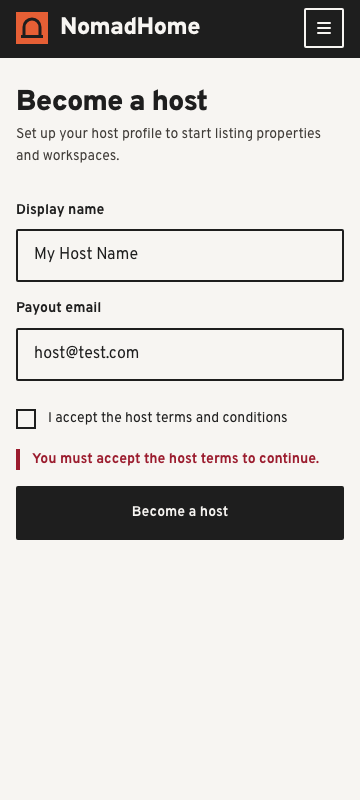 NomadHome
Become a host
Set up your host profile to start listing properties
and workspaces.
Display name
My Host Name
Payout email
host@test.com
I accept the host terms and conditions
You must accept the host terms to continue.
Become a host